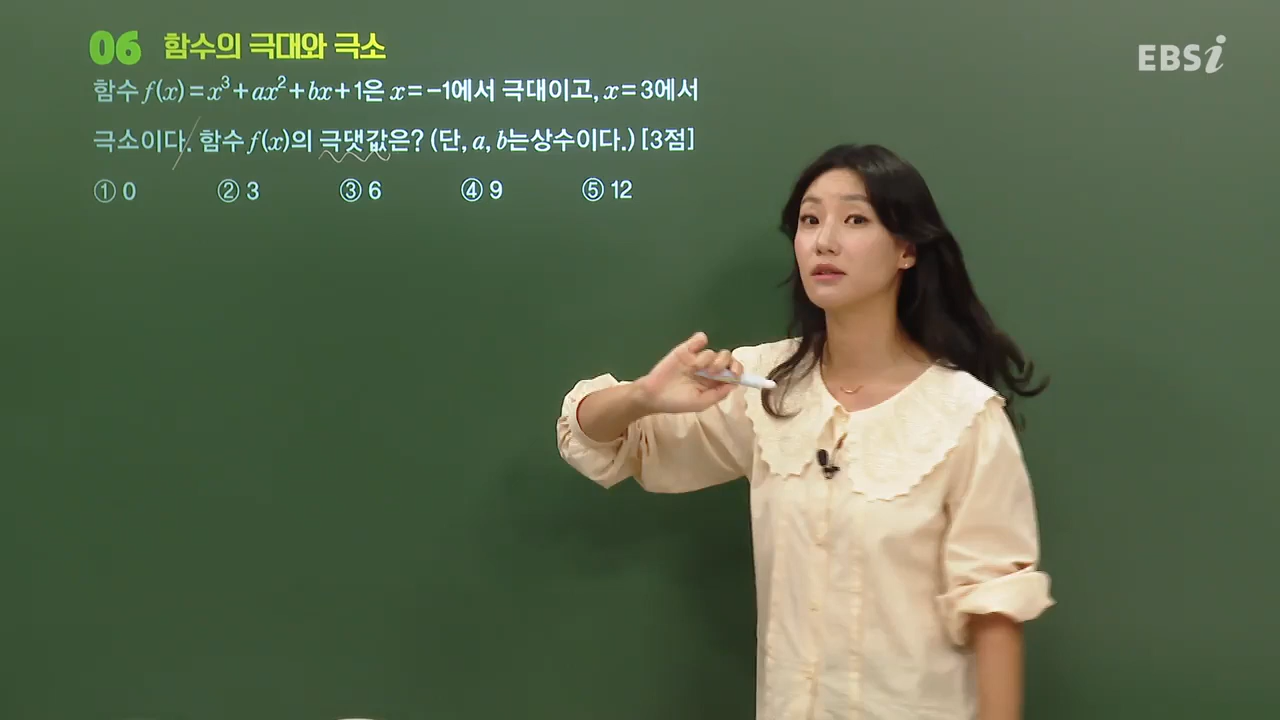 06 함수의 극대와 극소
EBSi
함수 f(x)=x³+ax²+bx+1은 x=-1에서 극대이고, x=3에서
극소이다. 함수 f(x)의 극댓값은? (단, a, b는 상수이다.) [3점]
① 0 ② 3 ③ 6 ④ 9 ⑤ 12